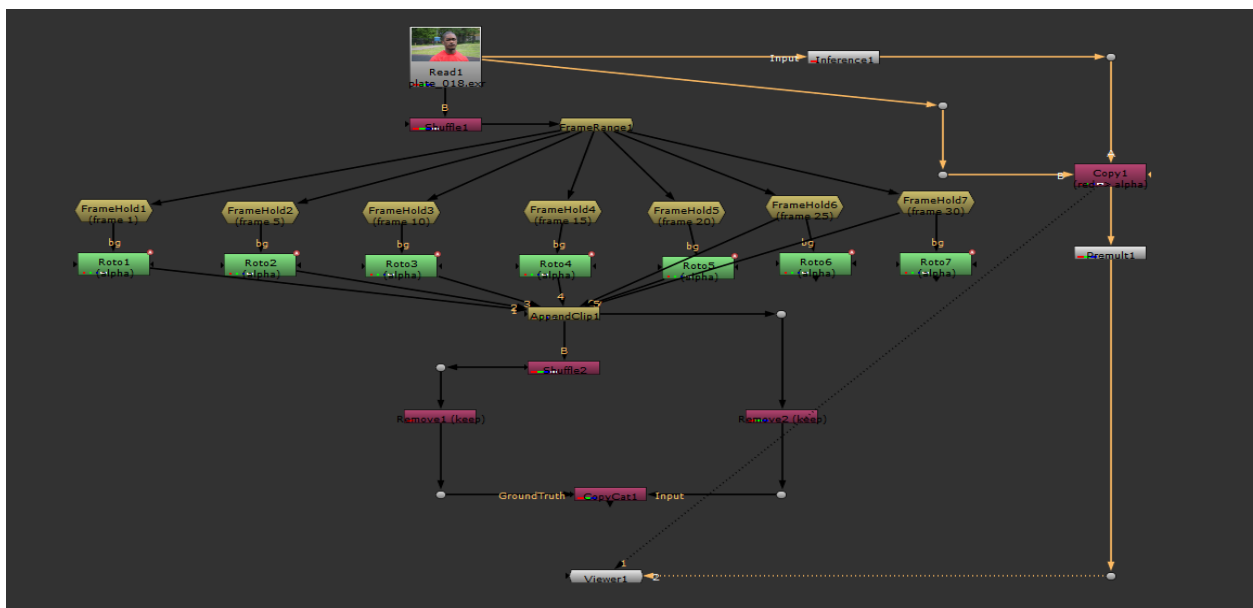 Read1
plate_018.exr
Input
Inference1
B
Shuffle1
FrameRange1
A
B
Copy1
(red -> alpha)
FrameHold1
(frame 1)
FrameHold2
(frame 5)
FrameHold3
(frame 10)
FrameHold4
(frame 15)
FrameHold5
(frame 20)
FrameHold6
(frame 25)
FrameHold7
(frame 30)
bg
bg
bg
bg
bg
bg
bg
Roto1
(alpha)
Roto2
(alpha)
Roto3
(alpha)
Roto4
(alpha)
Roto5
(alpha)
Roto6
(alpha)
Roto7
(alpha)
Premult1
1
2
3
4
AppendClip1
B
Shuffle2
Remove1 (keep)
Remove2 (keep)
GroundTruth
CopyCat1
Input
1
Viewer1
2